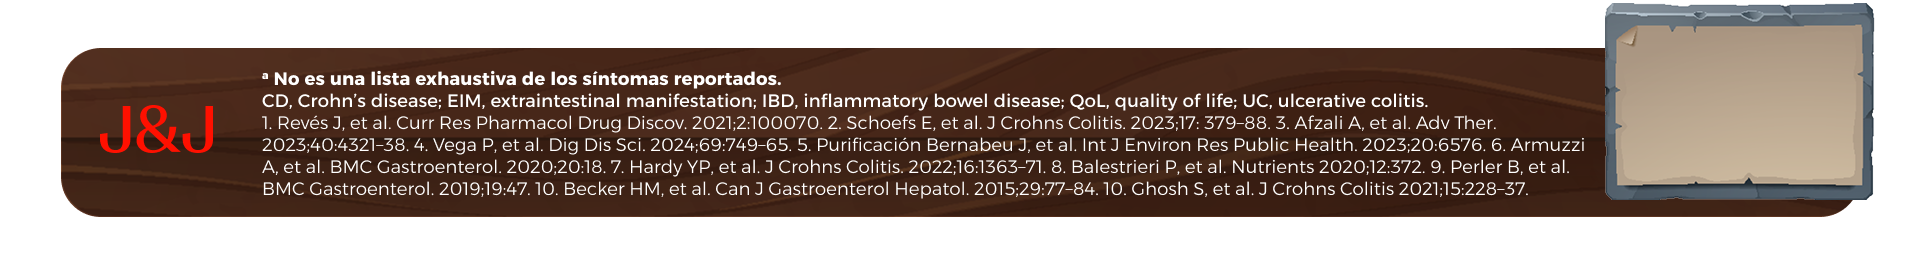 J&J
ª No es una lista exhaustiva de los síntomas reportados.
CD, Crohn’s disease; EIM, extraintestinal manifestation; IBD, inflammatory bowel disease; QoL, quality of life; UC, ulcerative colitis.
1. Revés J, et al. Curr Res Pharmacol Drug Discov. 2021;2:100070. 2. Schoefs E, et al. J Crohns Colitis. 2023;17: 379–88. 3. Afzali A, et al. Adv Ther.
2023;40:4321–38. 4. Vega P, et al. Dig Dis Sci. 2024;69:749–65. 5. Purificación Bernabeu J, et al. Int J Environ Res Public Health. 2023;20:6576. 6. Armuzzi
A, et al. BMC Gastroenterol. 2020;20:18. 7. Hardy YP, et al. J Crohns Colitis. 2022;16:1363–71. 8. Balestrieri P, et al. Nutrients 2020;12:372. 9. Perler B, et al.
BMC Gastroenterol. 2019;19:47. 10. Becker HM, et al. Can J Gastroenterol Hepatol. 2015;29:77–84. 10. Ghosh S, et al. J Crohns Colitis 2021;15:228–37.